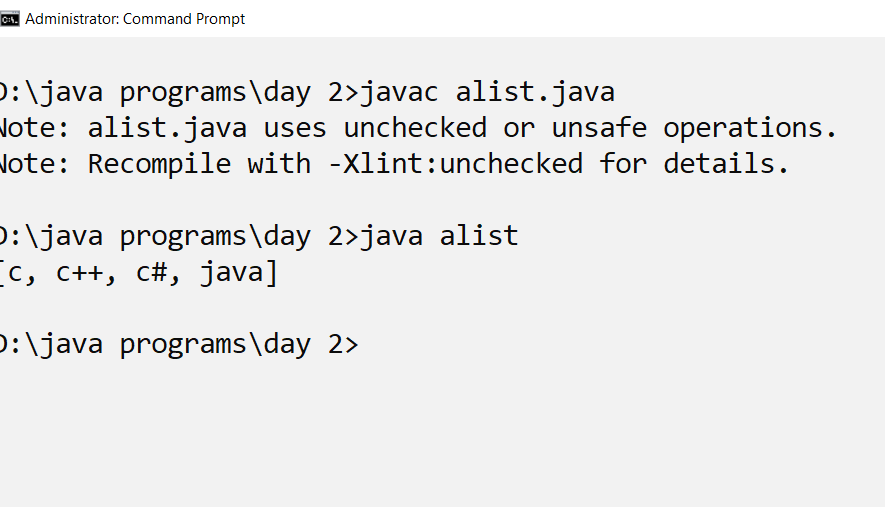 Administrator: Command Prompt
D:\java programs\day 2>javac alist.java
Note: alist.java uses unchecked or unsafe operations.
Note: Recompile with -Xlint:unchecked for details.
D:\java programs\day 2>java alist
[c, c++, c#, java]
D:\java programs\day 2>